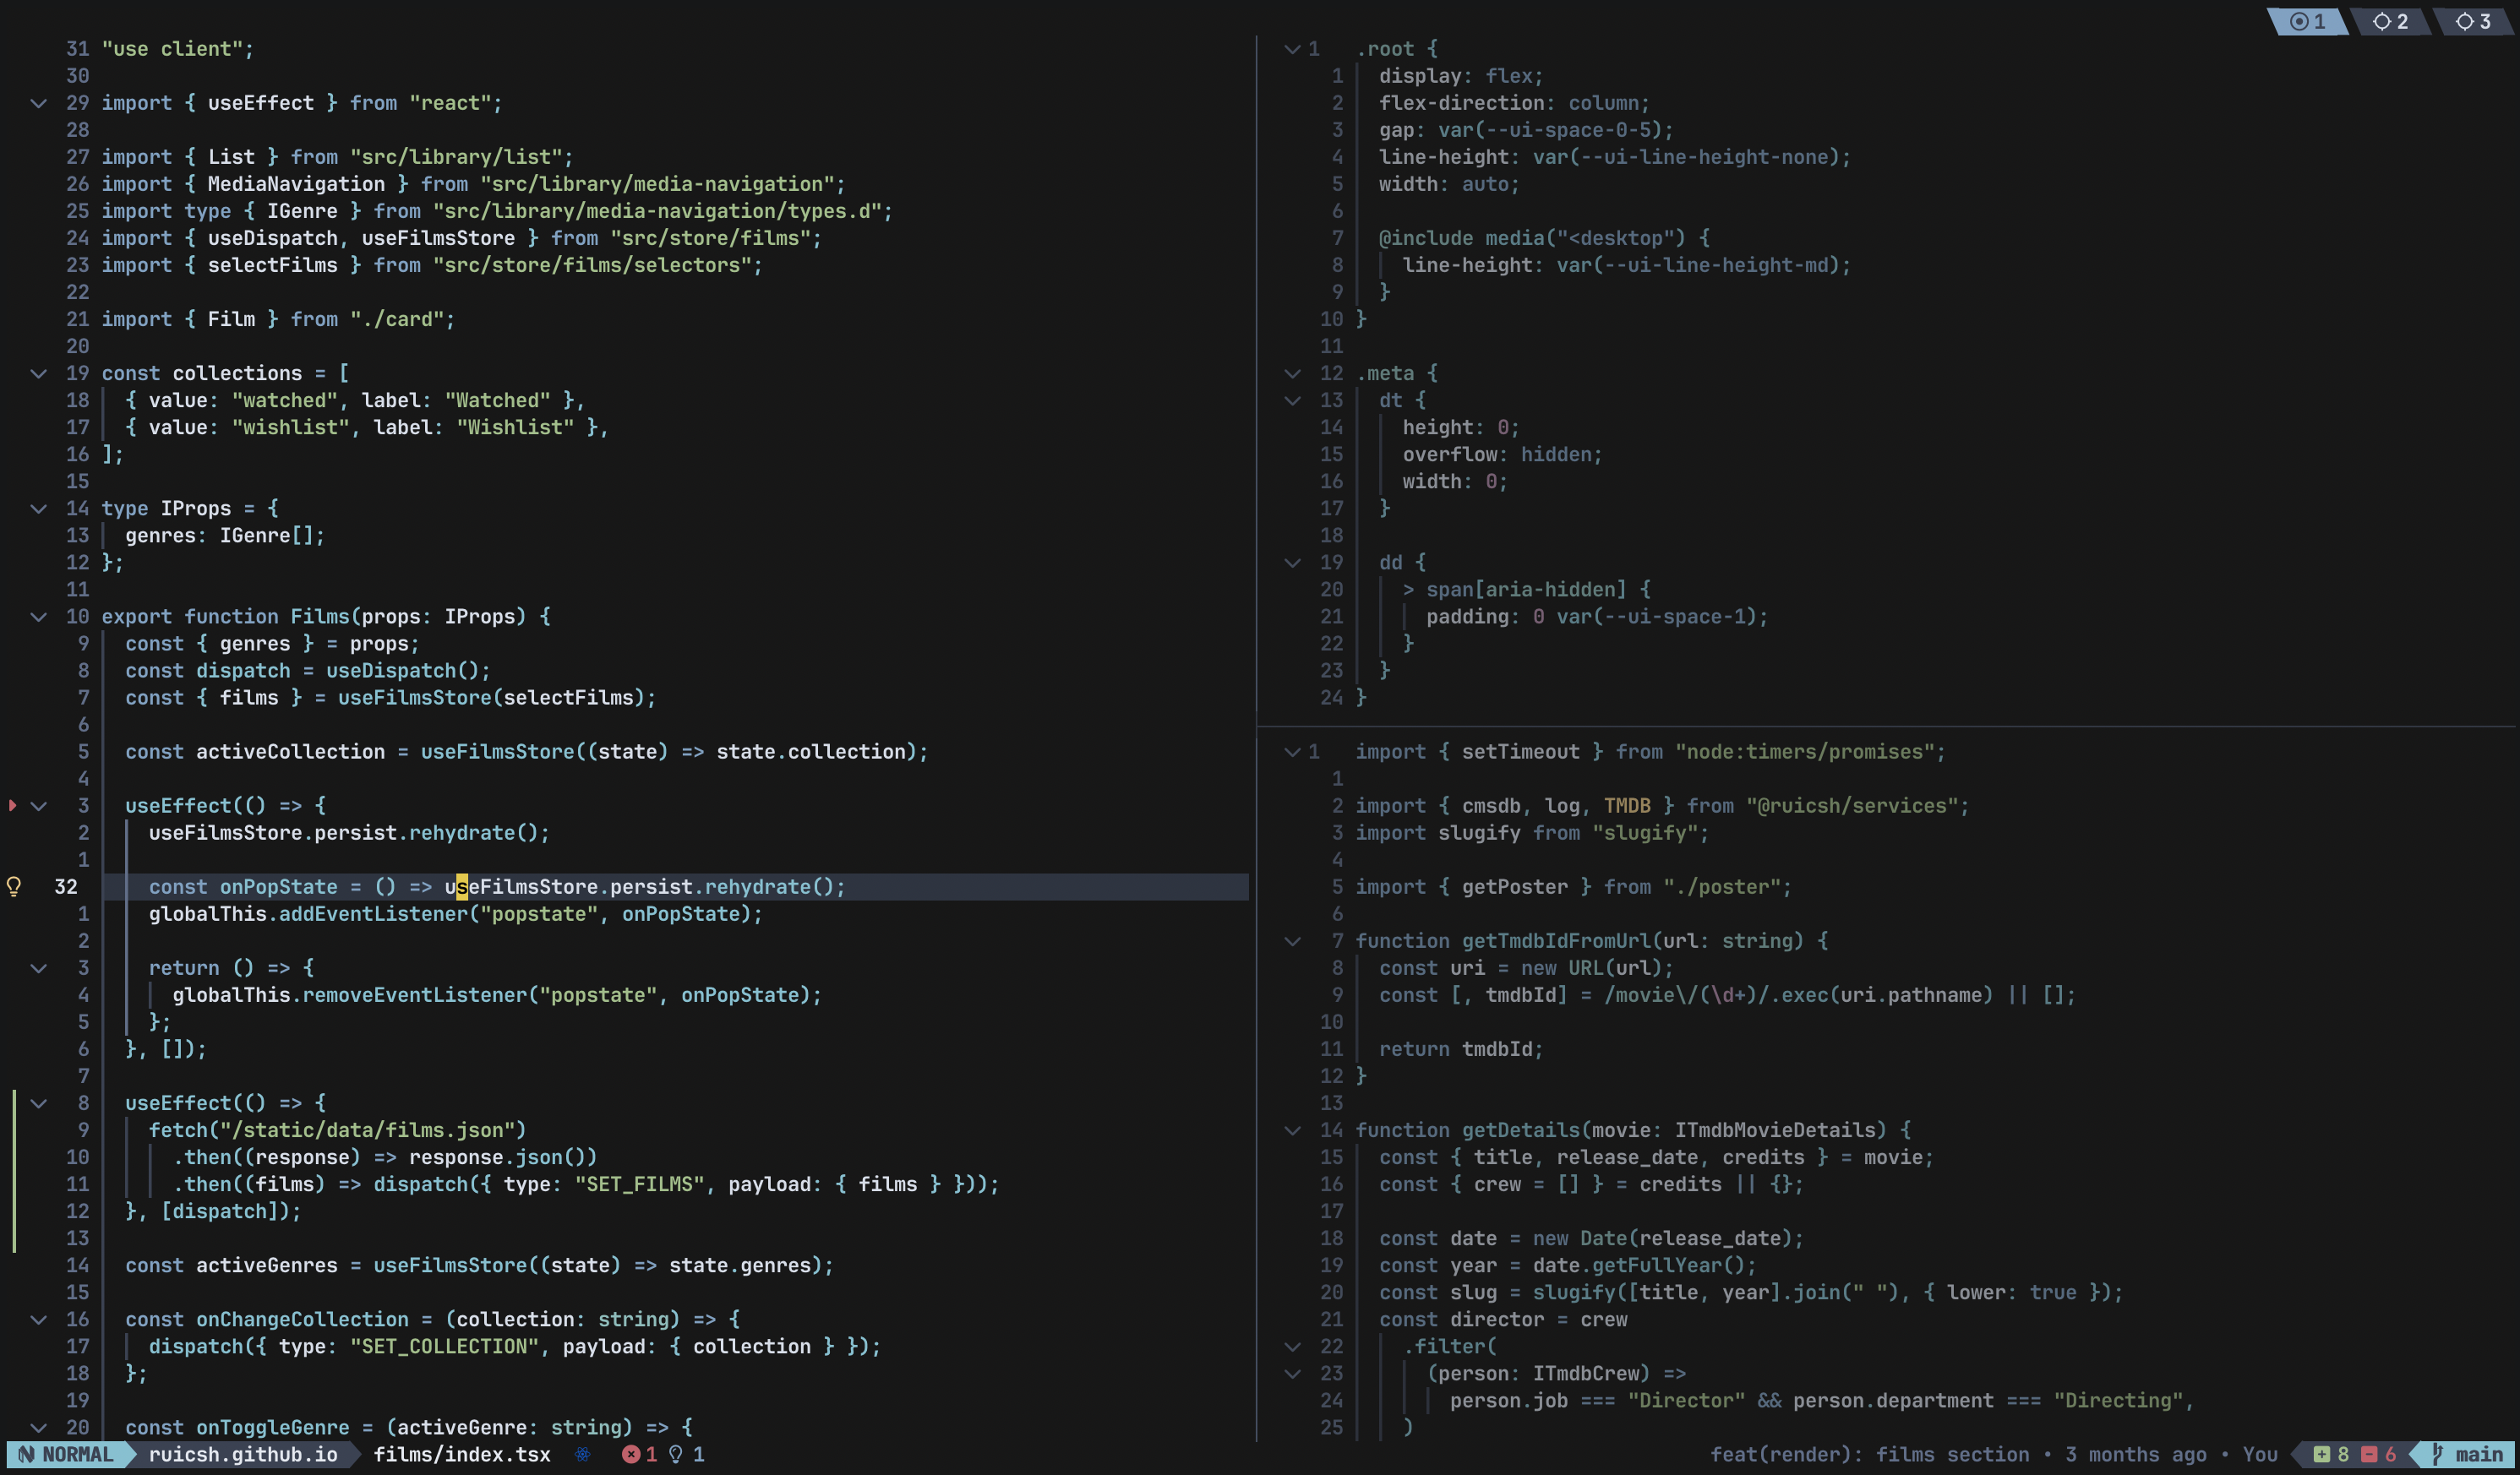 1 2 3
31 "use client";
30
29 import { useEffect } from "react";
28
27 import { List } from "src/library/list";
26 import { MediaNavigation } from "src/library/media-navigation";
25 import type { IGenre } from "src/library/media-navigation/types.d";
24 import { useDispatch, useFilmsStore } from "src/store/films";
23 import { selectFilms } from "src/store/films/selectors";
22
21 import { Film } from "./card";
20
19 const collections = [
18 { value: "watched", label: "Watched" },
17 { value: "wishlist", label: "Wishlist" },
16 ];
15
14 type IProps = {
13 genres: IGenre[];
12 };
11
10 export function Films(props: IProps) {
9 const { genres } = props;
8 const dispatch = useDispatch();
7 const { films } = useFilmsStore(selectFilms);
6
5 const activeCollection = useFilmsStore((state) => state.collection);
4
3 useEffect(() => {
2 useFilmsStore.persist.rehydrate();
1
32 const onPopState = () => useFilmsStore.persist.rehydrate();
1 globalThis.addEventListener("popstate", onPopState);
2
3 return () => {
4 globalThis.removeEventListener("popstate", onPopState);
5 };
6 }, []);
7
8 useEffect(() => {
9 fetch("/static/data/films.json")
10 .then((response) => response.json())
11 .then((films) => dispatch({ type: "SET_FILMS", payload: { films } }));
12 }, [dispatch]);
13
14 const activeGenres = useFilmsStore((state) => state.genres);
15
16 const onChangeCollection = (collection: string) => {
17 dispatch({ type: "SET_COLLECTION", payload: { collection } });
18 };
19
20 const onToggleGenre = (activeGenre: string) => {
1 .root {
1 display: flex;
2 flex-direction: column;
3 gap: var(--ui-space-0-5);
4 line-height: var(--ui-line-height-none);
5 width: auto;
6
7 @include media("<desktop") {
8 line-height: var(--ui-line-height-md);
9 }
10 }
11
12 .meta {
13 dt {
14 height: 0;
15 overflow: hidden;
16 width: 0;
17 }
18
19 dd {
20 > span[aria-hidden] {
21 padding: 0 var(--ui-space-1);
22 }
23 }
24 }
1 import { setTimeout } from "node:timers/promises";
1
2 import { cmsdb, log, TMDB } from "@ruicsh/services";
3 import slugify from "slugify";
4
5 import { getPoster } from "./poster";
6
7 function getTmdbIdFromUrl(url: string) {
8 const uri = new URL(url);
9 const [, tmdbId] = /movie\/(\d+)/.exec(uri.pathname) || [];
10
11 return tmdbId;
12 }
13
14 function getDetails(movie: ITmdbMovieDetails) {
15 const { title, release_date, credits } = movie;
16 const { crew = [] } = credits || {};
17
18 const date = new Date(release_date);
19 const year = date.getFullYear();
20 const slug = slugify([title, year].join(" "), { lower: true });
21 const director = crew
22 .filter(
23 (person: ITmdbCrew) =>
24 person.job === "Director" && person.department === "Directing",
25 )
NORMAL ruicsh.github.io films/index.tsx 1 1 feat(render): films section • 3 months ago • You 8 6 main